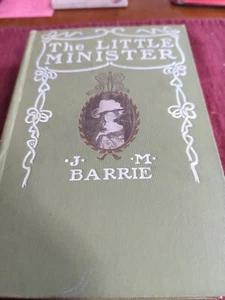 The LITTLE
MINISTER
· J. M
BARRIE